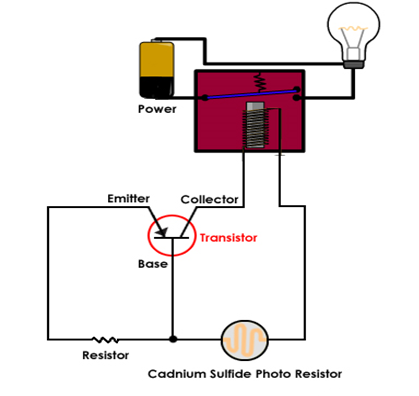 Power
Emitter
Collector
Transistor
Base
Resistor
Cadnium Sulfide Photo Resistor